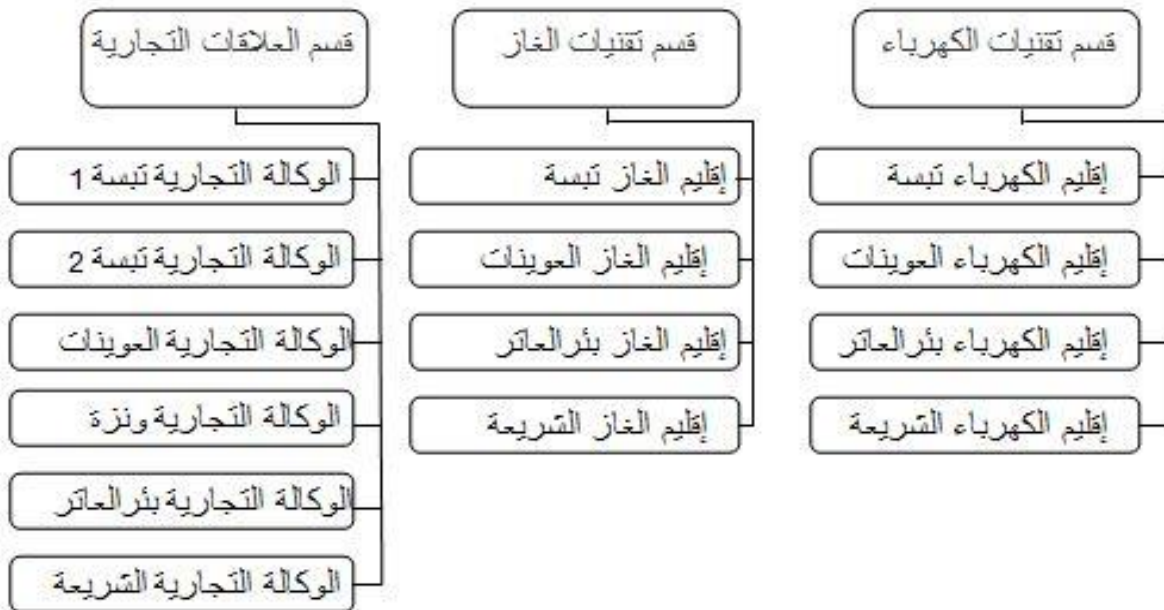 قسم تقنيات الكهرباء
إقليم الكهرباء تبسة
إقليم الكهرباء العوينات
إقليم الكهرباء بئرالعاتر
إقليم الكهرباء الشريعة
قسم تقنيات الغاز
إقليم الغاز تبسة
إقليم الغاز العوينات
إقليم الغاز بئرالعاتر
إقليم الغاز الشريعة
قسم العلاقات التجارية
الوكالة التجارية تبسة 1
الوكالة التجارية تبسة 2
الوكالة التجارية العوينات
الوكالة التجارية ونزة
الوكالة التجارية بئرالعاتر
الوكالة التجارية الشريعة